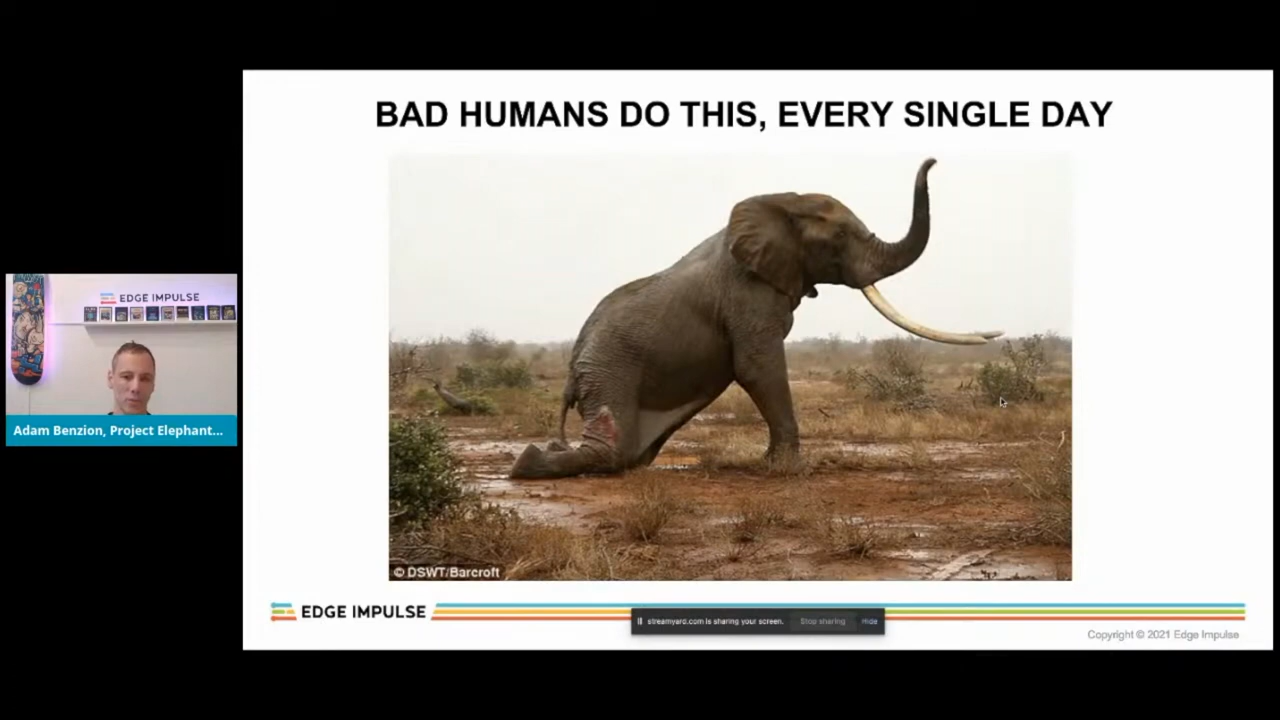 BAD HUMANS DO THIS, EVERY SINGLE DAY
EDGE IMPULSE
Adam Benzion, Project Elephant...
© DSWT/Barcroft
EDGE IMPULSE
streamyard.com is sharing your screen. Stop sharing Hide
Copyright © 2021 Edge Impulse